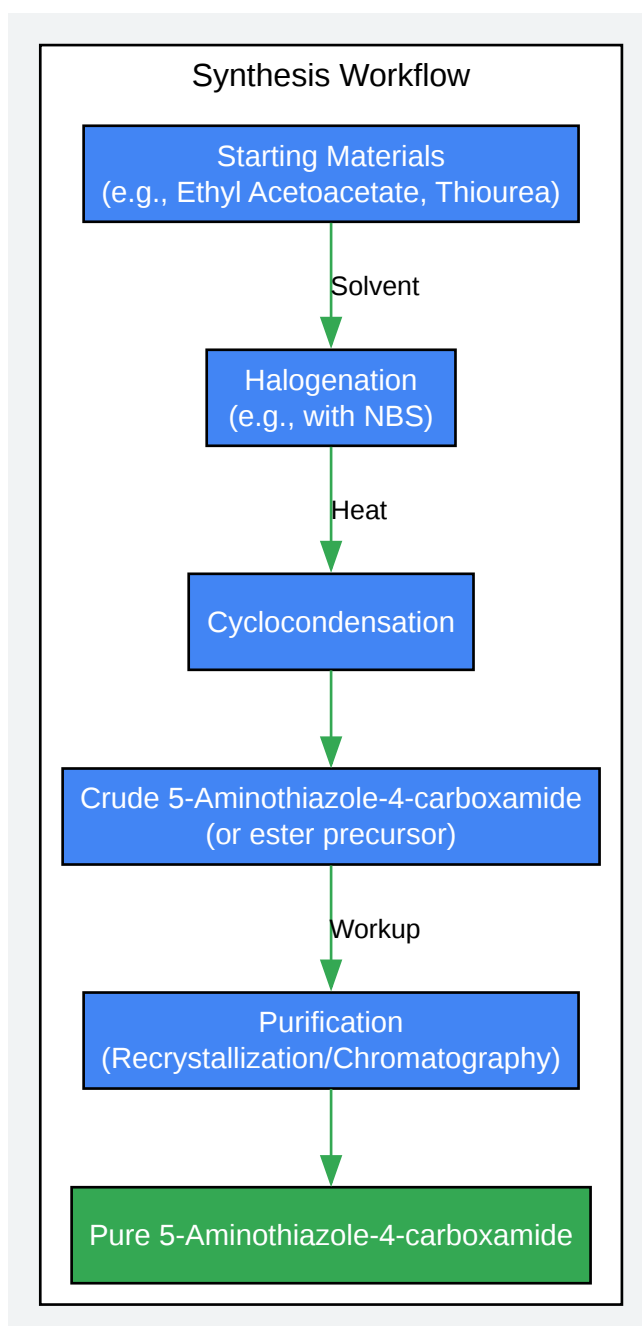 Synthesis Workflow
Starting Materials
(e.g., Ethyl Acetoacetate, Thiourea)
Solvent
Halogenation
(e.g., with NBS)
Heat
Cyclocondensation
Crude 5-Aminothiazole-4-carboxamide
(or ester precursor)
Workup
Purification
(Recrystallization/Chromatography)
Pure 5-Aminothiazole-4-carboxamide